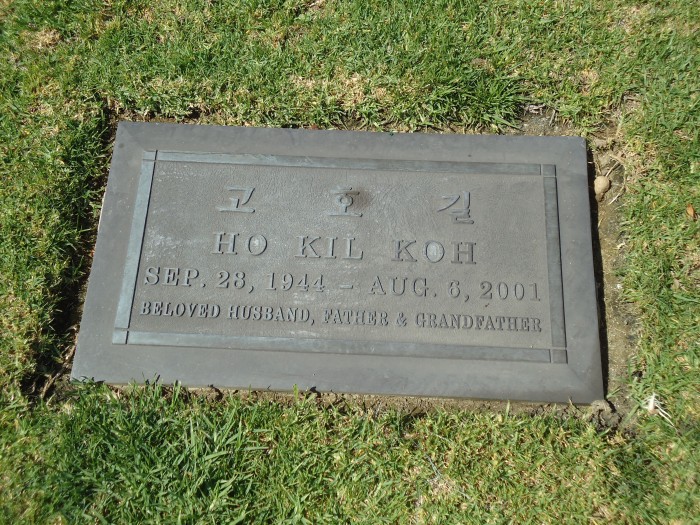 고 호 길
HO KIL KOH
SEP. 28, 1944 - AUG. 6, 2001
BELOVED HUSBAND, FATHER & GRANDFATHER